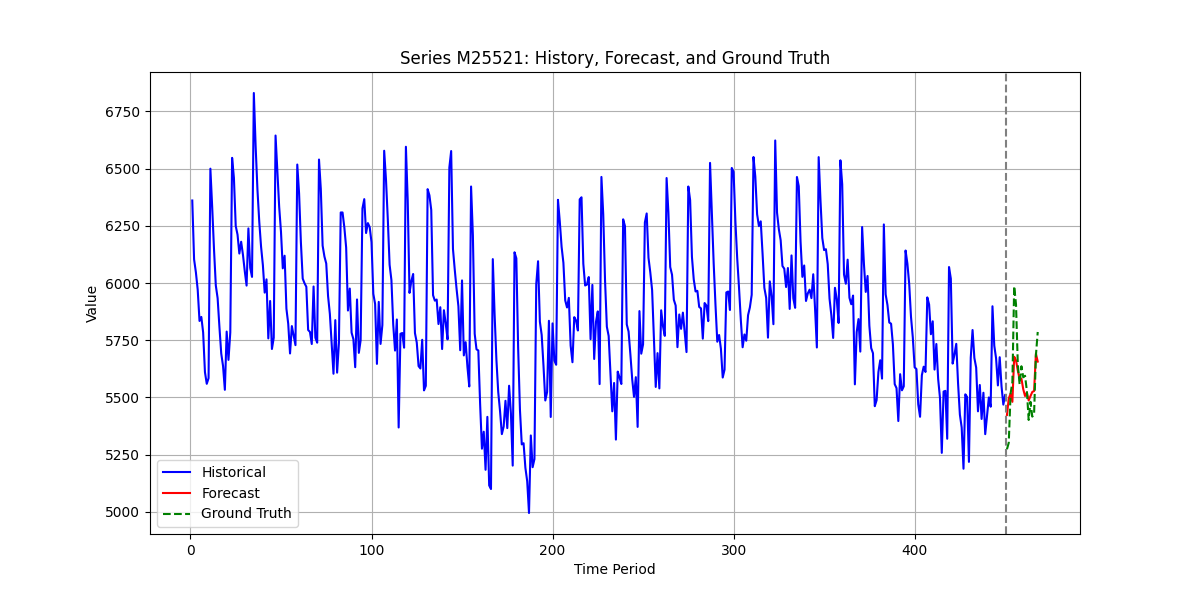 Series M25521: History, Forecast, and Ground Truth
Value
6750
6500
6250
6000
5750
5500
5250
5000
Historical
Forecast
Ground Truth
0 100 200 300 400
Time Period